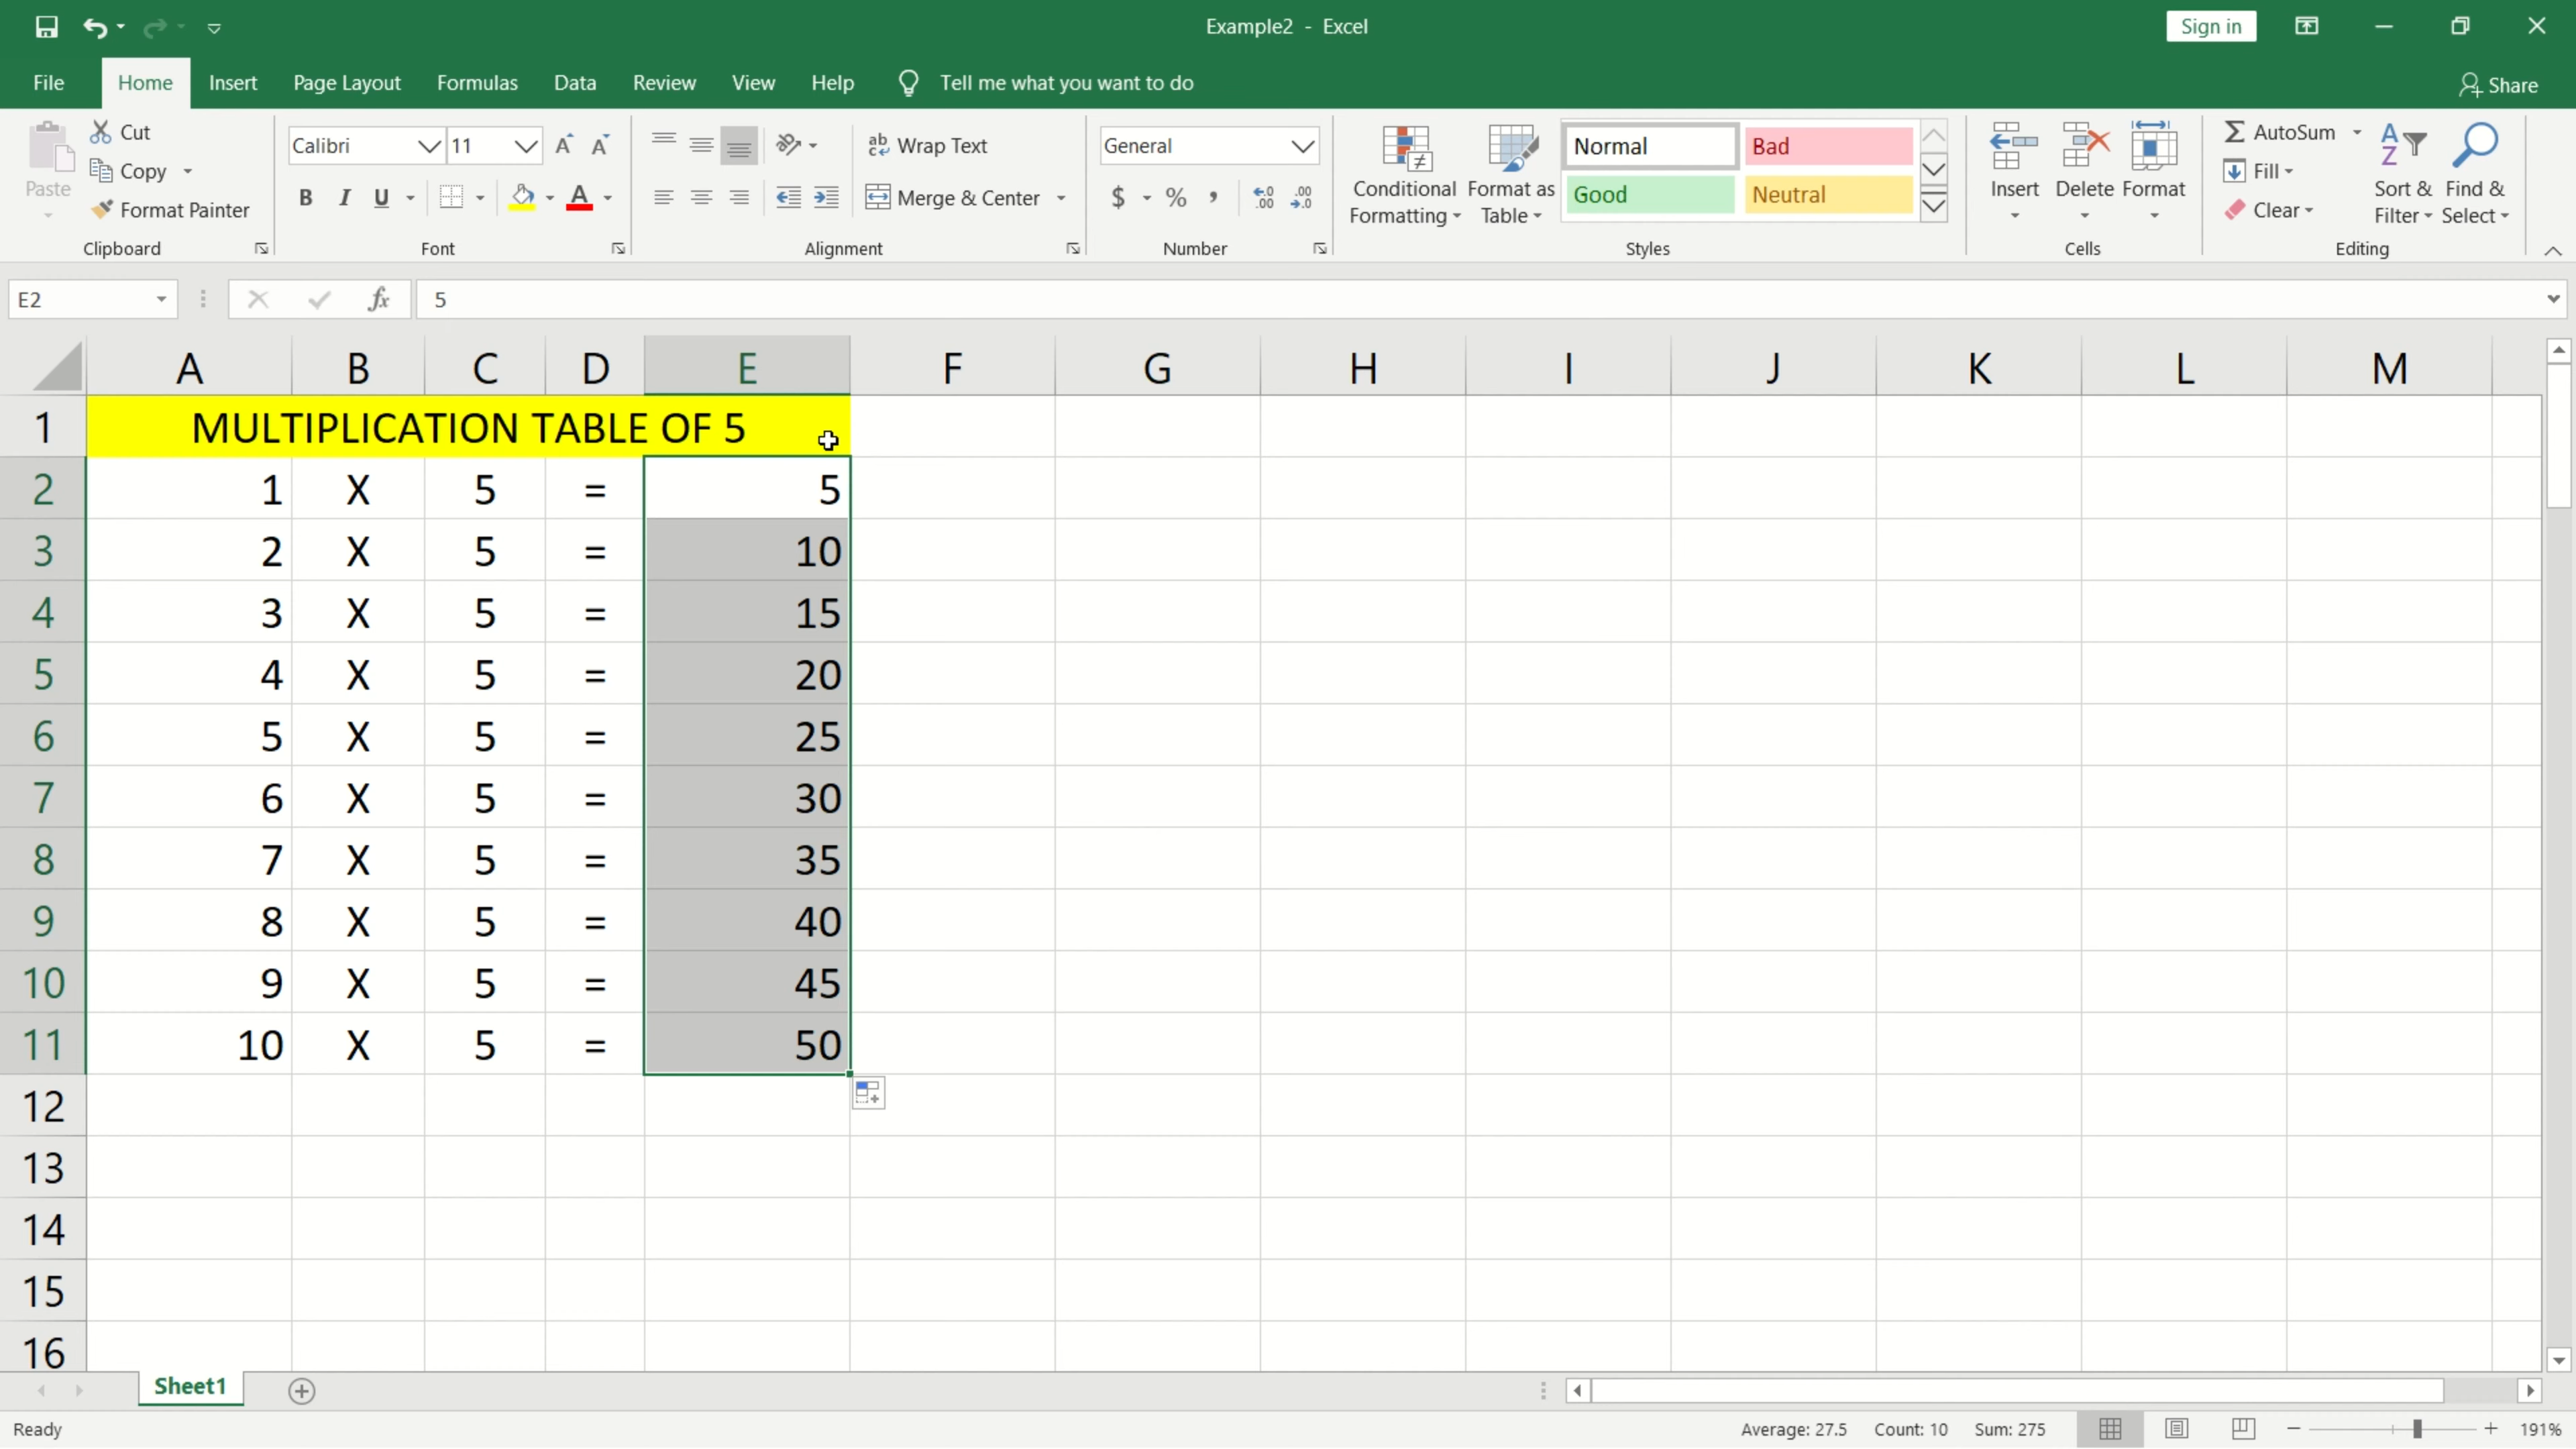 Example2 - Excel
Sign in
File Home Insert Page Layout Formulas Data Review View Help Tell me what you want to do Share
Paste
Cut
Copy
Format Painter
Clipboard
Calibri 11
B I U
Font
Wrap Text
Merge & Center
Alignment
General
$ % ,
Number
Conditional Formatting
Format as Table
Normal Bad
Good Neutral
Styles
Insert Delete Format
Cells
AutoSum
Fill
Clear
Sort & Filter
Find & Select
Editing
E2 fx 5
A B C D E F G H I J K L M
1 MULTIPLICATION TABLE OF 5
2 1 X 5 = 5
3 2 X 5 = 10
4 3 X 5 = 15
5 4 X 5 = 20
6 5 X 5 = 25
7 6 X 5 = 30
8 7 X 5 = 35
9 8 X 5 = 40
10 9 X 5 = 45
11 10 X 5 = 50
12
13
14
15
16
Sheet1
Ready Average: 27.5 Count: 10 Sum: 275 191%